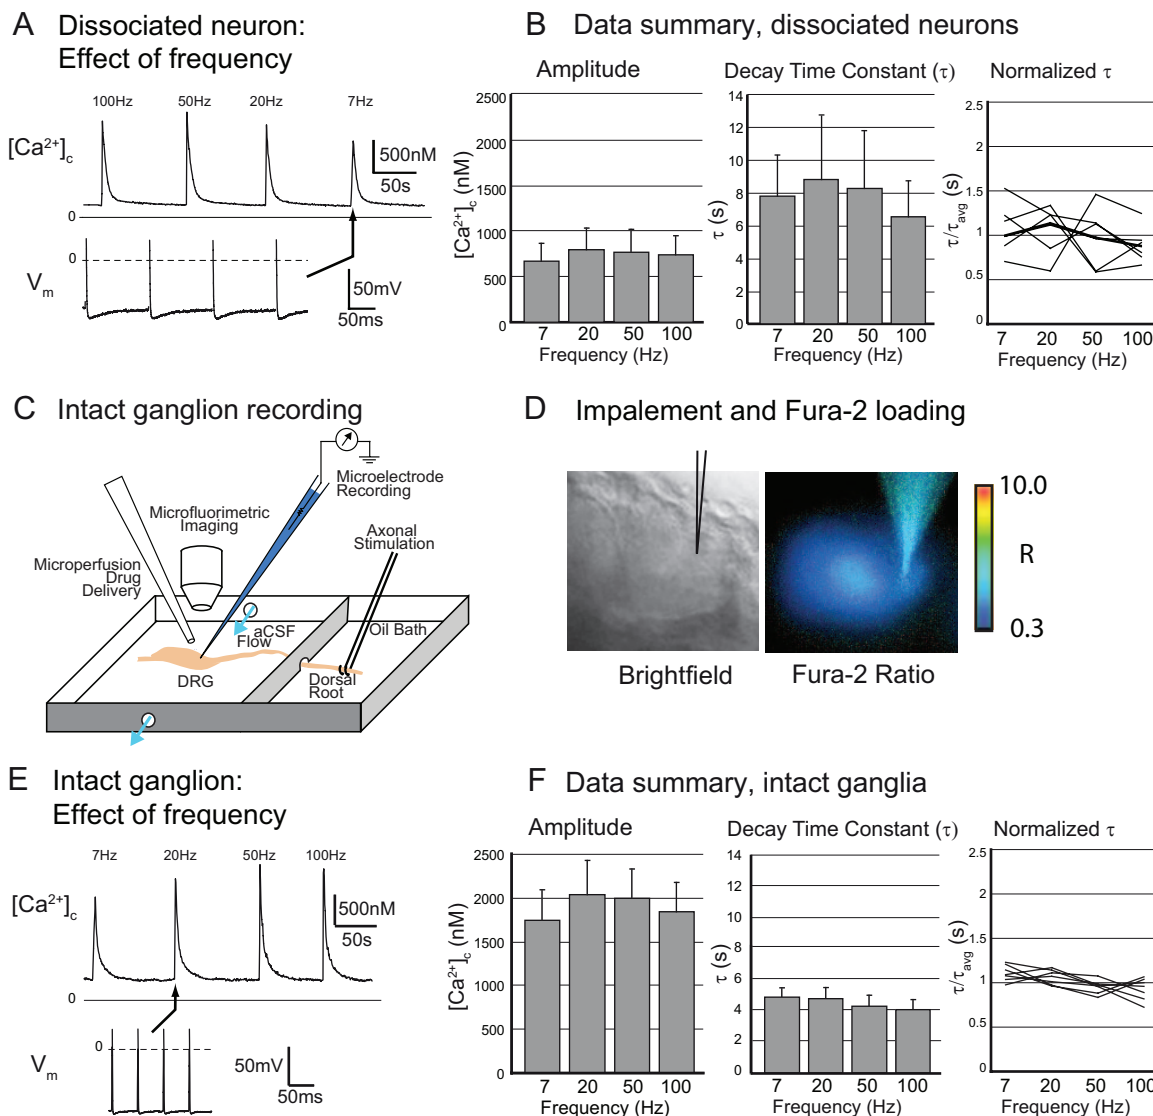 A Dissociated neuron:
Effect of frequency
100Hz 50Hz 20Hz 7Hz
[Ca²⁺]c
500nM
50s
0
0
Vm
50mV
50ms
B Data summary, dissociated neurons
Amplitude
[Ca²⁺]c (nM)
2500
2000
1500
1000
500
0
7 20 50 100
Frequency (Hz)
Decay Time Constant (τ)
τ (s)
14
12
10
8
6
4
2
0
7 20 50 100
Frequency (Hz)
Normalized τ
τ/τavg (s)
2.5
2
1.5
1
0.5
0
7 20 50 100
Frequency (Hz)
C Intact ganglion recording
Microelectrode
Recording
Microfluorimetric
Imaging
Axonal
Stimulation
Microperfusion
Drug
Delivery
aCSF
Flow
Oil Bath
DRG
Dorsal
Root
D Impalement and Fura-2 loading
10.0
R
0.3
Brightfield
Fura-2 Ratio
E Intact ganglion:
Effect of frequency
7Hz 20Hz 50Hz 100Hz
[Ca²⁺]c
500nM
50s
0
0
Vm
50mV
50ms
F Data summary, intact ganglia
Amplitude
[Ca²⁺]c (nM)
2500
2000
1500
1000
500
0
7 20 50 100
Frequency (Hz)
Decay Time Constant (τ)
τ (s)
14
12
10
8
6
4
2
0
7 20 50 100
Frequency (Hz)
Normalized τ
τ/τavg (s)
2.5
2
1.5
1
0.5
0
7 20 50 100
Frequency (Hz)